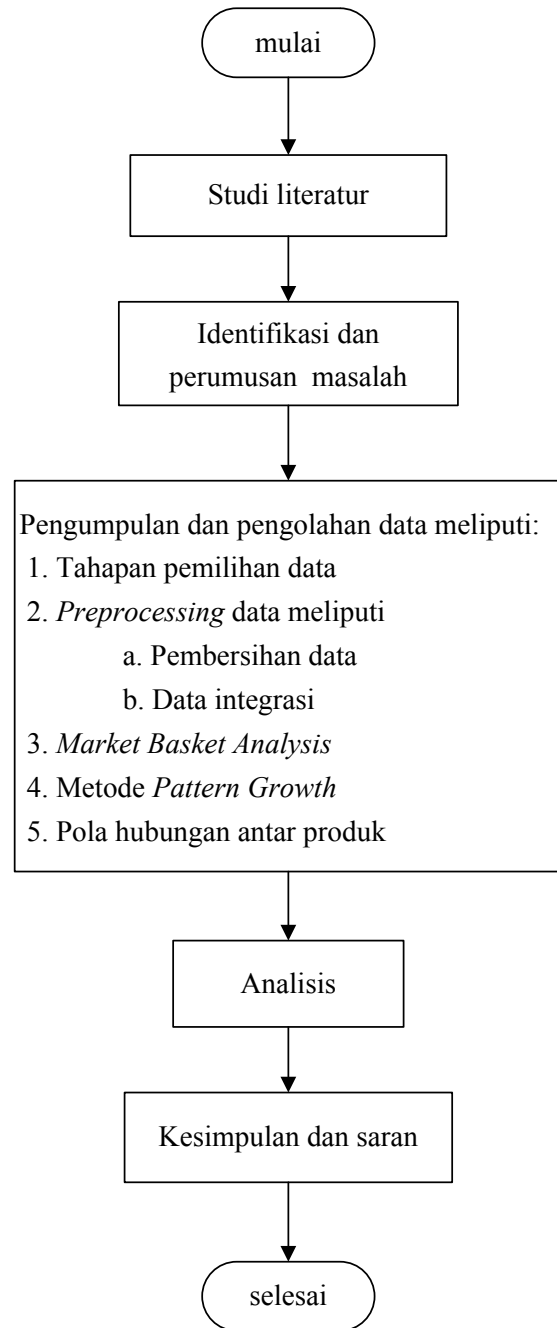 mulai
Studi literatur
Identifikasi dan
perumusan masalah
Pengumpulan dan pengolahan data meliputi:
1. Tahapan pemilihan data
2. Preprocessing data meliputi
a. Pembersihan data
b. Data integrasi
3. Market Basket Analysis
4. Metode Pattern Growth
5. Pola hubungan antar produk
Analisis
Kesimpulan dan saran
selesai